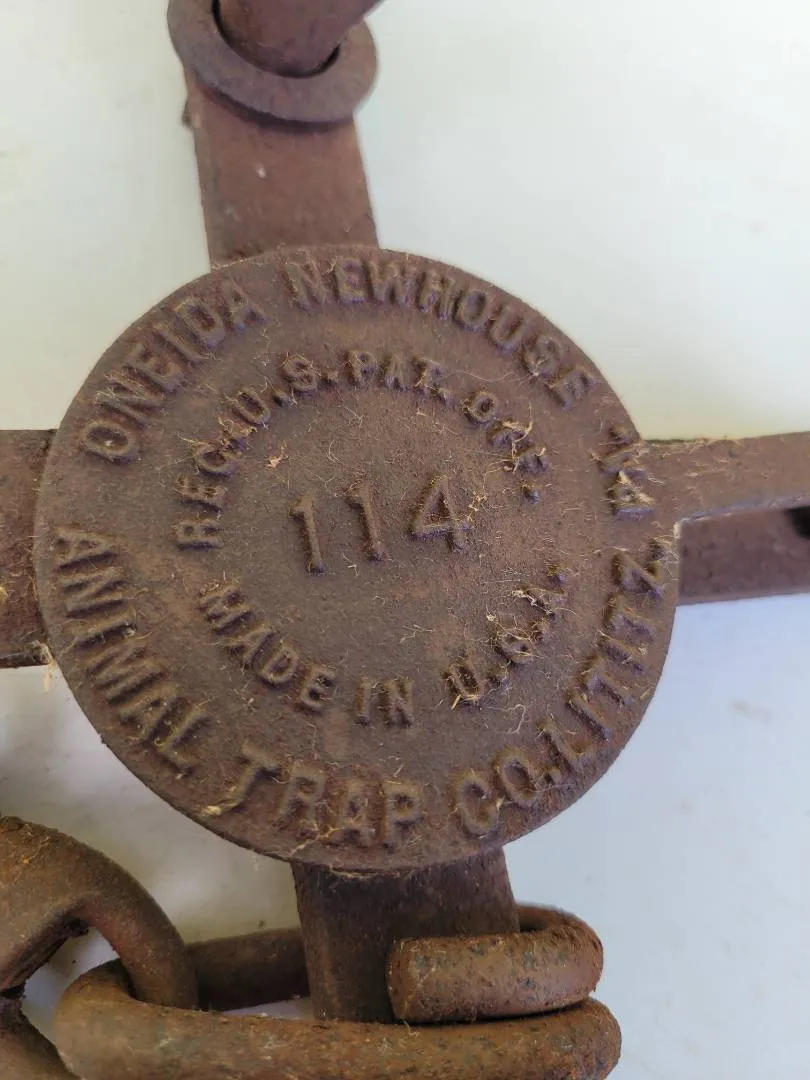 ONEIDA NEWHOUSE
REG. U.S. PAT. OFF.
114
MADE IN U.S.A.
ANIMAL TRAP CO. LITITZ PA